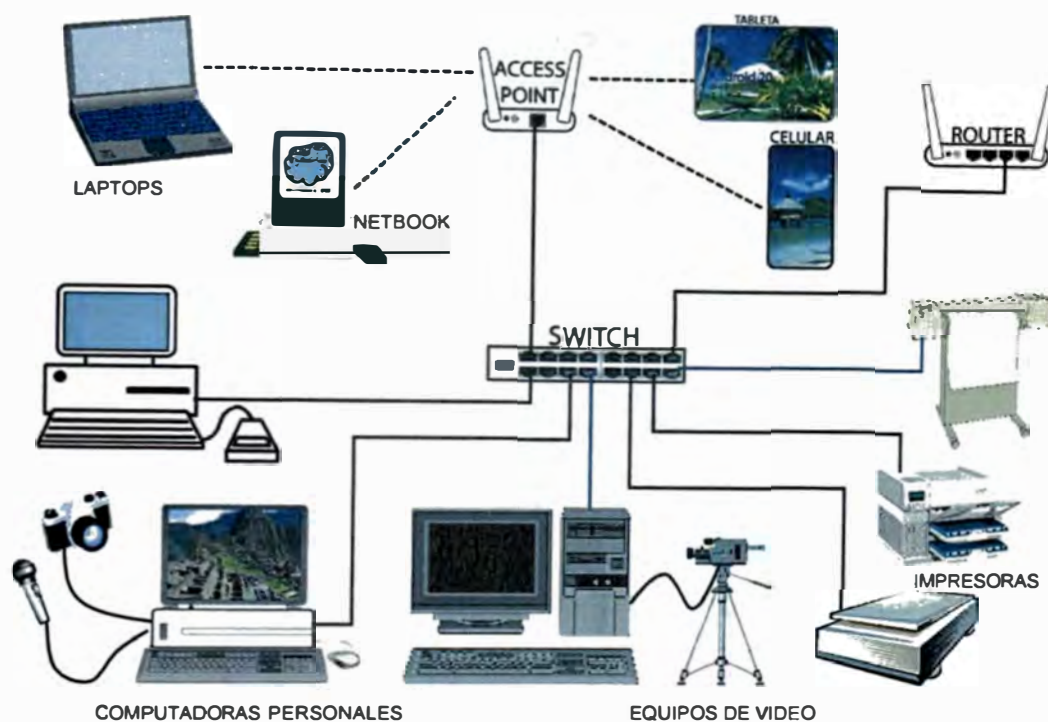 TABLETA
ACCESS
POINT
ROUTER
CELULAR
LAPTOPS
NETBOOK
SWITCH
IMPRESORAS
COMPUTADORAS PERSONALES
EQUIPOS DE VIDEO